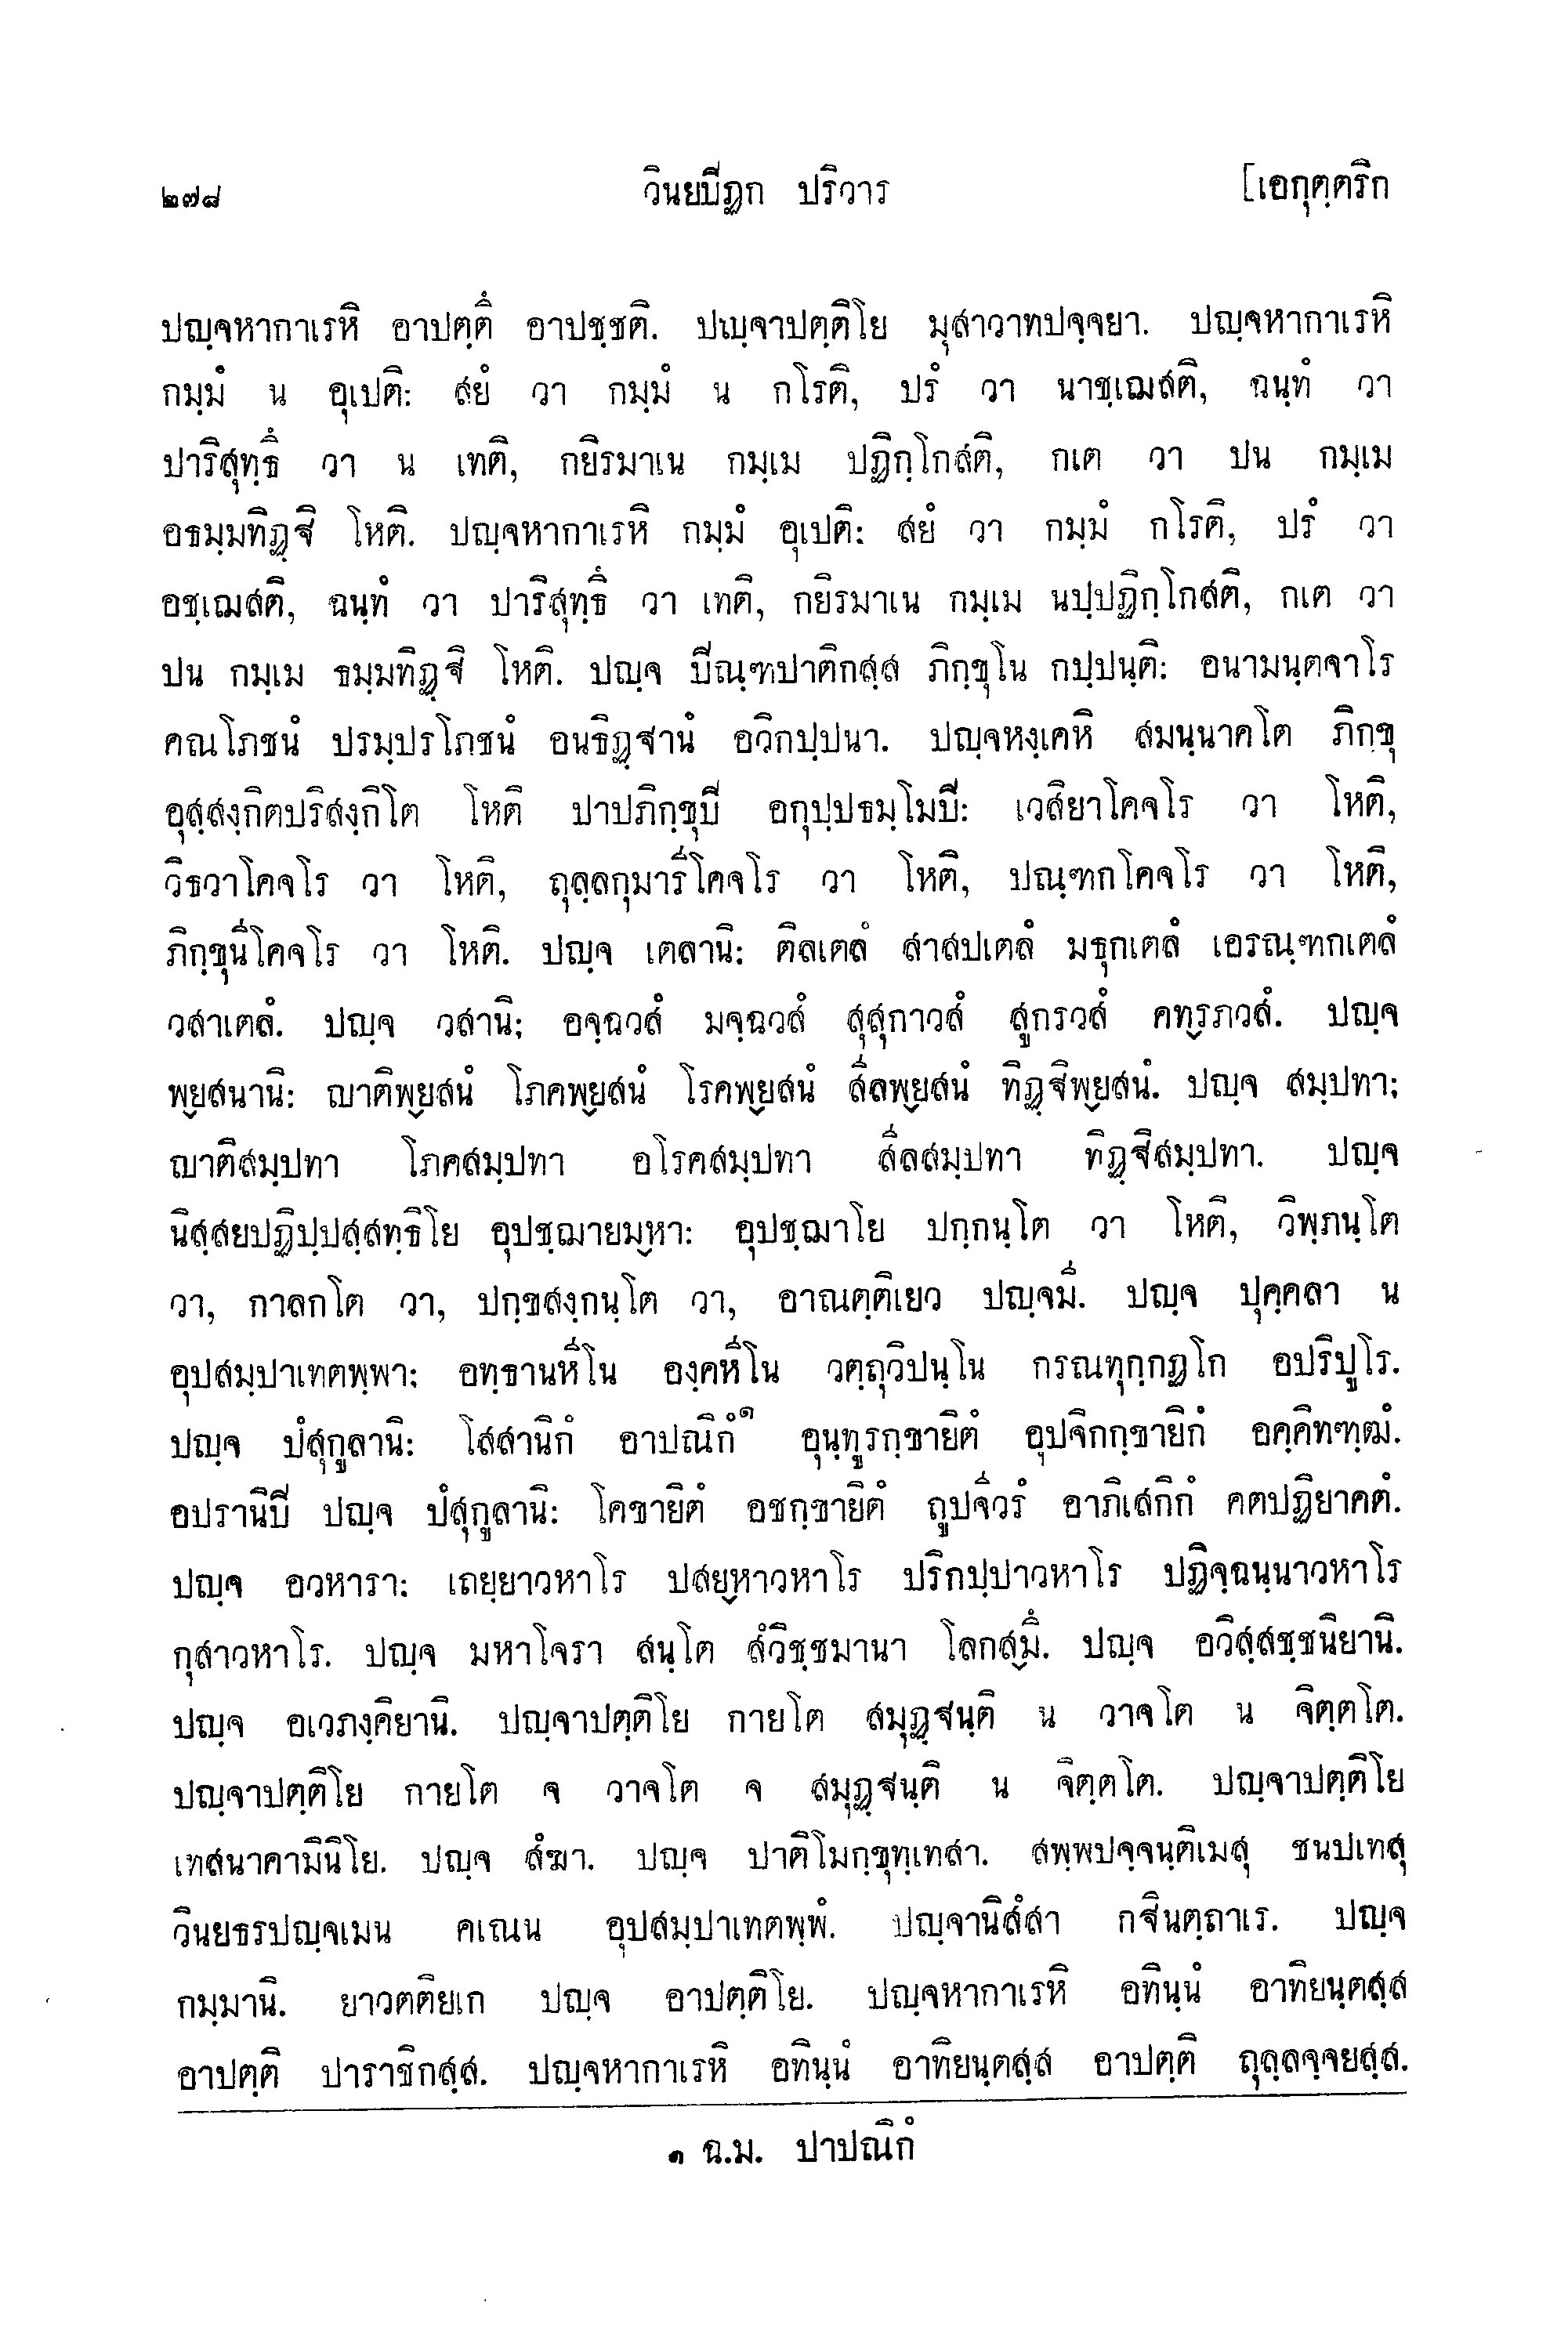 ๒๗๘ วินยปิฏก ปริวาร [เอกุตฺตริก
ปญฺจหากาเรหิ อาปตฺตึ อาปชฺชติ. ปเญฺจาปตฺติโย มุสาวาทปจฺจยา. ปญฺจหากาเรหิ
กมฺมํ น อุเปติ: สยํ วา กมฺมํ น กโรติ, ปรํ วา นาชฺเฌสติ, ฉนฺทํ วา
ปาริสุทฺธึ วา น เทติ, กยิรมาเน กมฺเม ปฏิกฺโกสติ, กเต วา ปน กมฺเม
อธมฺมทิฏฺฐิ โหติ. ปญฺจหากาเรหิ กมฺมํ อุเปติ: สยํ วา กมฺมํ กโรติ, ปรํ วา
อชฺเฌสติ, ฉนฺทํ วา ปาริสุทฺธึ วา เทติ, กยิรมาเน กมฺเม นปฺปฏิกฺโกสติ, กเต วา
ปน กมฺเม ธมฺมทิฏฺฐิ โหติ. ปญฺจ ปิณฺฑปาติกสฺส ภิกฺขุโน กปฺปนฺติ: อนามนฺตจาโร
คณโภชนํ ปรมฺปรโภชนํ อนธิฏฺฐานํ อวิกปฺปนา. ปญฺจหงฺเคหิ สมนฺนาคโต ภิกฺขุ
อุสฺสงฺกิตปริสงฺกิโต โหติ ปาปภิกฺขุปิ อกุปฺปธมฺโมปิ: เวสิยาโคจโร วา โหติ,
วิธวาโคจโร วา โหติ, ถุลฺลกุมารีโคจโร วา โหติ, ปณฺฑกโคจโร วา โหติ,
ภิกฺขุนีโคจโร วา โหติ. ปญฺจ เตลานิ: ติลเตลํ สาสปเตลํ มธุกเตลํ เอรณฺฑกเตลํ
วสาเตลํ. ปญฺจ วสานิ; อจฺฉวสํ มจฺฉวสํ สุสุกาวสํ สูกรวสํ คทฺรภวสํ. ปญฺจ
พฺยสนานิ: ญาติพฺยสนํ โภคพฺยสนํ โรคพฺยสนํ สีลพฺยสนํ ทิฏฺฐิพฺยสนํ. ปญฺจ สมฺปทา;
ญาติสมฺปทา โภคสมฺปทา อโรคสมฺปทา สีลสมฺปทา ทิฏฺฐิสมฺปทา. ปญฺจ
นิสฺสยปฏิปฺปสฺสทฺธิโย อุปชฺฌายมฺหา: อุปชฺฌาโย ปกฺกนฺโต วา โหติ, วิพฺภนฺโต
วา, กาลกโต วา, ปกฺขสงฺกนฺโต วา, อาณตฺติเยว ปญฺจมี. ปญฺจ ปุคฺคลา น
อุปสมฺปาเทตพฺพา: อทฺธานหีโน องฺคหีโน วตฺถุวิปนฺโน กรณทุกฺกฏโก อปริปูโร.
ปญฺจ ปํสุกูลานิ: โสสานิกํ อาปณิกํ๑ อุนฺทูรกฺขายิตํ อุปจิกกฺขายิกํ อคฺคิทฑฺฒํ.
อปรานิปิ ปญฺจ ปํสุกูลานิ: โคขายิตํ อชกฺขายิตํ ถูปจีวรํ อาภิเสกิกํ คตปฏิยาคตํ.
ปญฺจ อวหารา: เถยฺยาวหาโร ปสยฺหาวหาโร ปริกปฺปาวหาโร ปฏิจฺฉนฺนาวหาโร
กุสาวหาโร. ปญฺจ มหาโจรา สนฺโต สํวิชฺชมานา โลกสฺมึ. ปญฺจ อวิสฺสชฺชนิยานิ.
ปญฺจ อเวภงฺคิยานิ. ปญฺจาปตฺติโย กายโต สมุฏฺฐนฺติ น วาจโต น จิตฺตโต.
ปญฺจาปตฺติโย กายโต จ วาจโต จ สมุฏฺฐนฺติ น จิตฺตโต. ปญฺจาปตฺติโย
เทสนาคามินิโย. ปญฺจ สํฆา. ปญฺจ ปาติโมกฺขุทฺเทสา. สพฺพปจฺจนฺติเมสุ ชนปเทสุ
วินยธรปญฺจเมน คเณน อุปสมฺปาเทตพฺพํ. ปญฺจานิสํสา กฐินตฺถาเร. ปญฺจ
กมฺมานิ. ยาวตติยเก ปญฺจ อาปตฺติโย. ปญฺจหากาเรหิ อทินฺนํ อาทิยนฺตสฺส
อาปตฺติ ปาราชิกสฺส. ปญฺจหากาเรหิ อทินฺนํ อาทิยนฺตสฺส อาปตฺติ ถุลฺลจฺจยสฺส.
๑ ฉ.ม. ปาปณิกํ